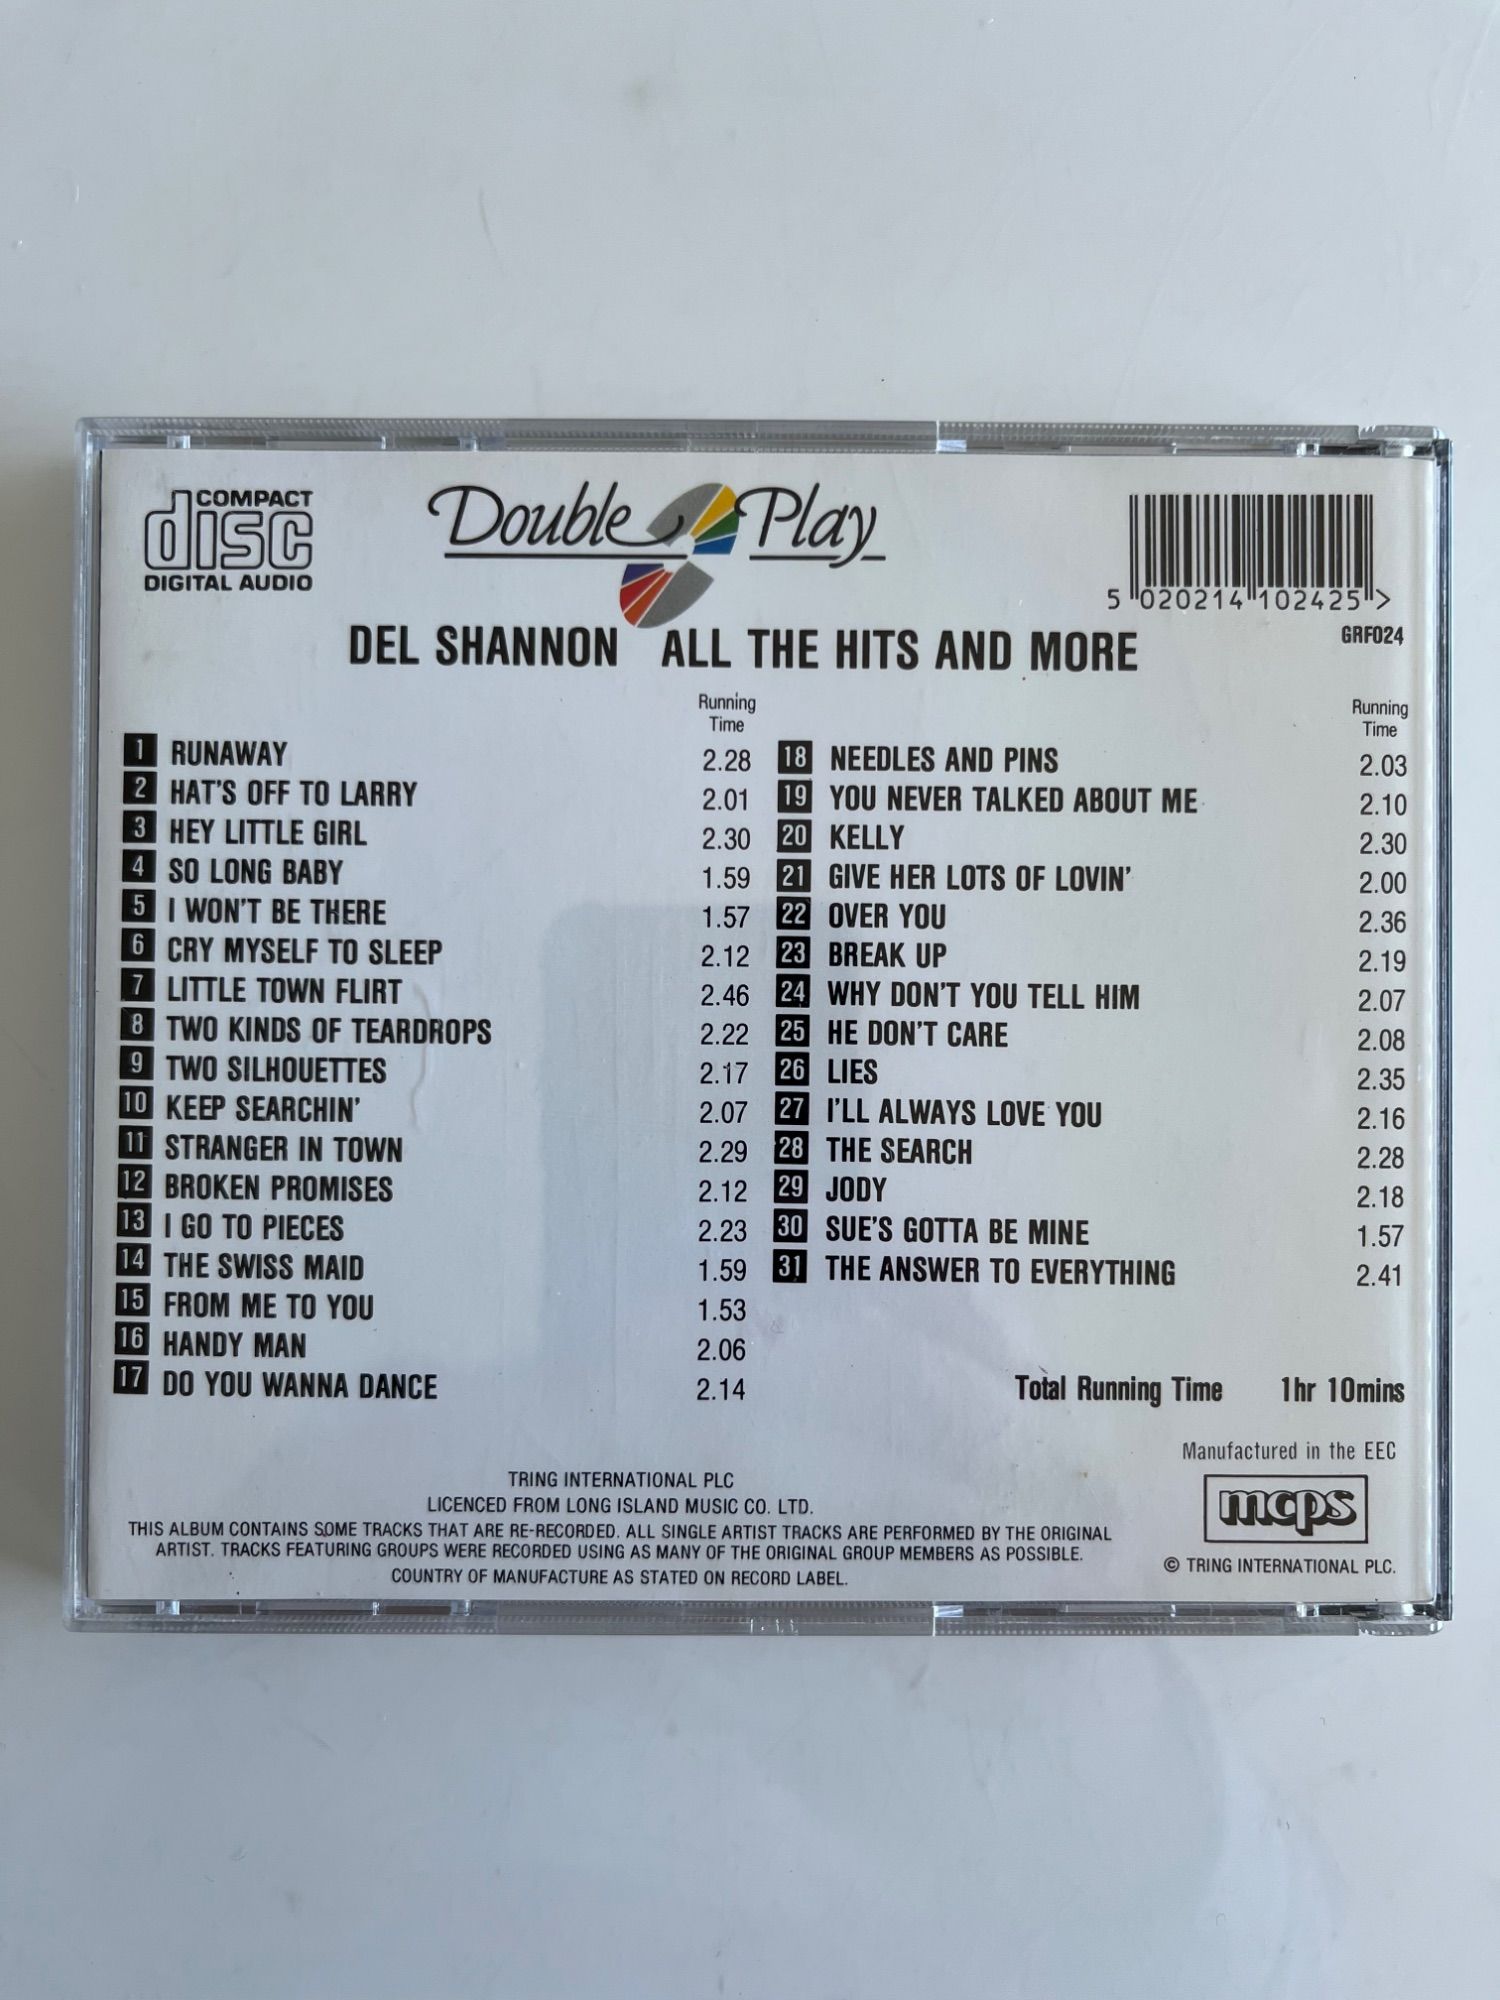 COMPACT
disc
DIGITAL AUDIO
Double Play
5 020214 102425 >
GRF024
DEL SHANNON ALL THE HITS AND MORE
Running
Time
1 RUNAWAY 2.28
2 HAT'S OFF TO LARRY 2.01
3 HEY LITTLE GIRL 2.30
4 SO LONG BABY 1.59
5 I WON'T BE THERE 1.57
6 CRY MYSELF TO SLEEP 2.12
7 LITTLE TOWN FLIRT 2.46
8 TWO KINDS OF TEARDROPS 2.22
9 TWO SILHOUETTES 2.17
10 KEEP SEARCHIN' 2.07
11 STRANGER IN TOWN 2.29
12 BROKEN PROMISES 2.12
13 I GO TO PIECES 2.23
14 THE SWISS MAID 1.59
15 FROM ME TO YOU 1.53
16 HANDY MAN 2.06
17 DO YOU WANNA DANCE 2.14
Running
Time
18 NEEDLES AND PINS 2.03
19 YOU NEVER TALKED ABOUT ME 2.10
20 KELLY 2.30
21 GIVE HER LOTS OF LOVIN' 2.00
22 OVER YOU 2.36
23 BREAK UP 2.19
24 WHY DON'T YOU TELL HIM 2.07
25 HE DON'T CARE 2.08
26 LIES 2.35
27 I'LL ALWAYS LOVE YOU 2.16
28 THE SEARCH 2.28
29 JODY 2.18
30 SUE'S GOTTA BE MINE 1.57
31 THE ANSWER TO EVERYTHING 2.41
Total Running Time 1hr 10mins
Manufactured in the EEC
mcps
© TRING INTERNATIONAL PLC.
TRING INTERNATIONAL PLC
LICENCED FROM LONG ISLAND MUSIC CO. LTD.
THIS ALBUM CONTAINS SOME TRACKS THAT ARE RE-RECORDED. ALL SINGLE ARTIST TRACKS ARE PERFORMED BY THE ORIGINAL
ARTIST. TRACKS FEATURING GROUPS WERE RECORDED USING AS MANY OF THE ORIGINAL GROUP MEMBERS AS POSSIBLE.
COUNTRY OF MANUFACTURE AS STATED ON RECORD LABEL.